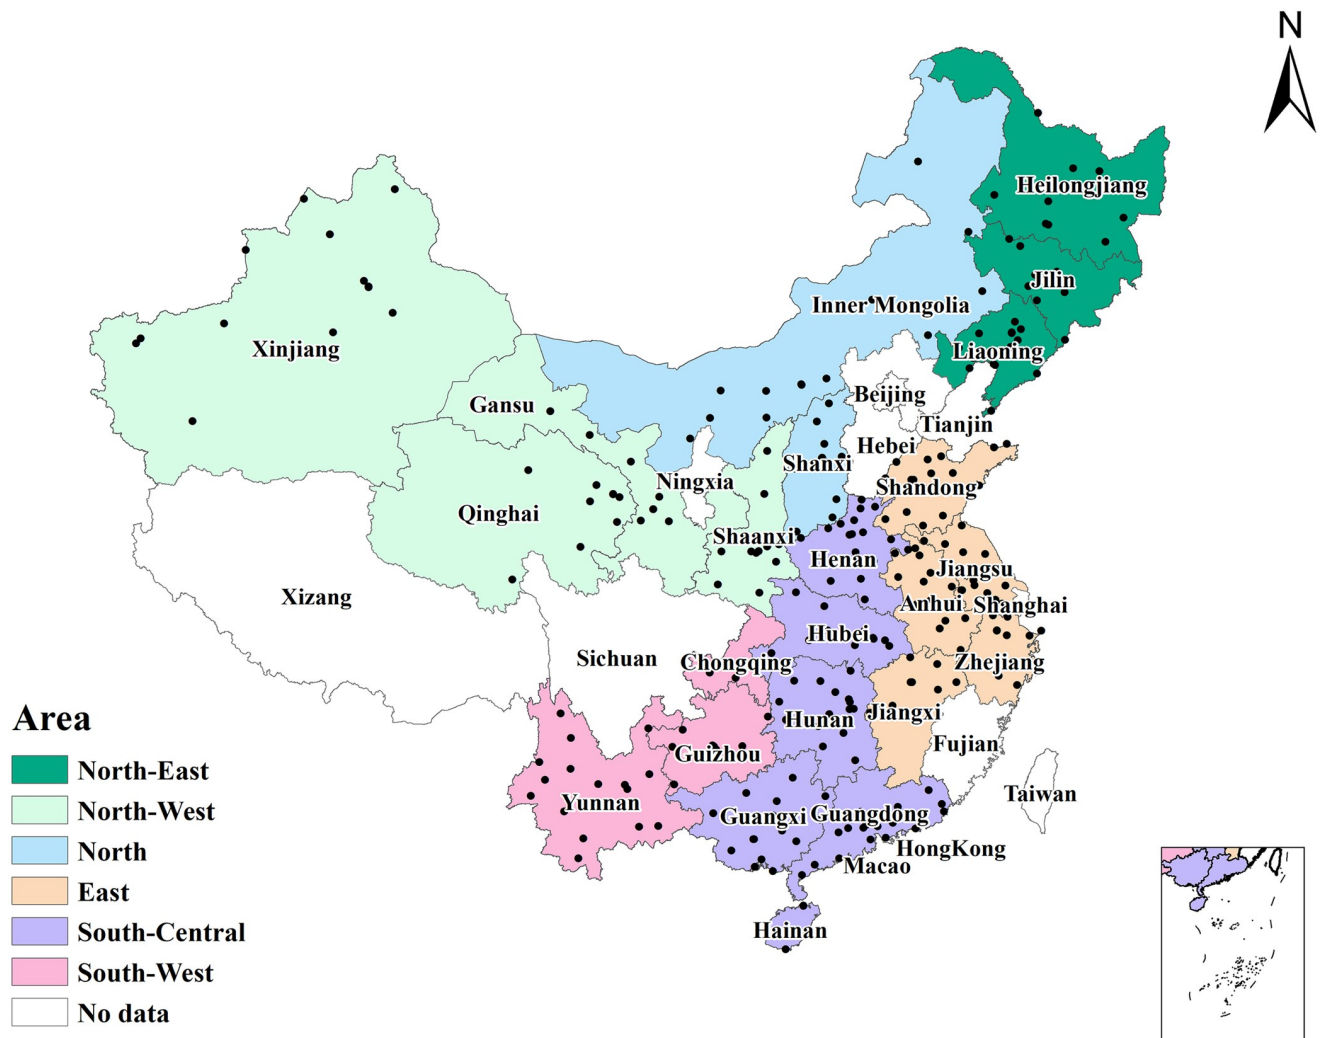 N
Heilongjiang
Jilin
Inner Mongolia
Liaoning
Xinjiang
Gansu
Beijing
Tianjin
Hebei
Shanxi
Ningxia
Shandong
Qinghai
Shaanxi
Henan
Jiangsu
Xizang
Anhui
Shanghai
Hubei
Sichuan
Chongqing
Zhejiang
Hunan
Jiangxi
Fujian
Guizhou
Taiwan
Yunnan
Guangxi
Guangdong
HongKong
Macao
Hainan
Area
North-East
North-West
North
East
South-Central
South-West
No data